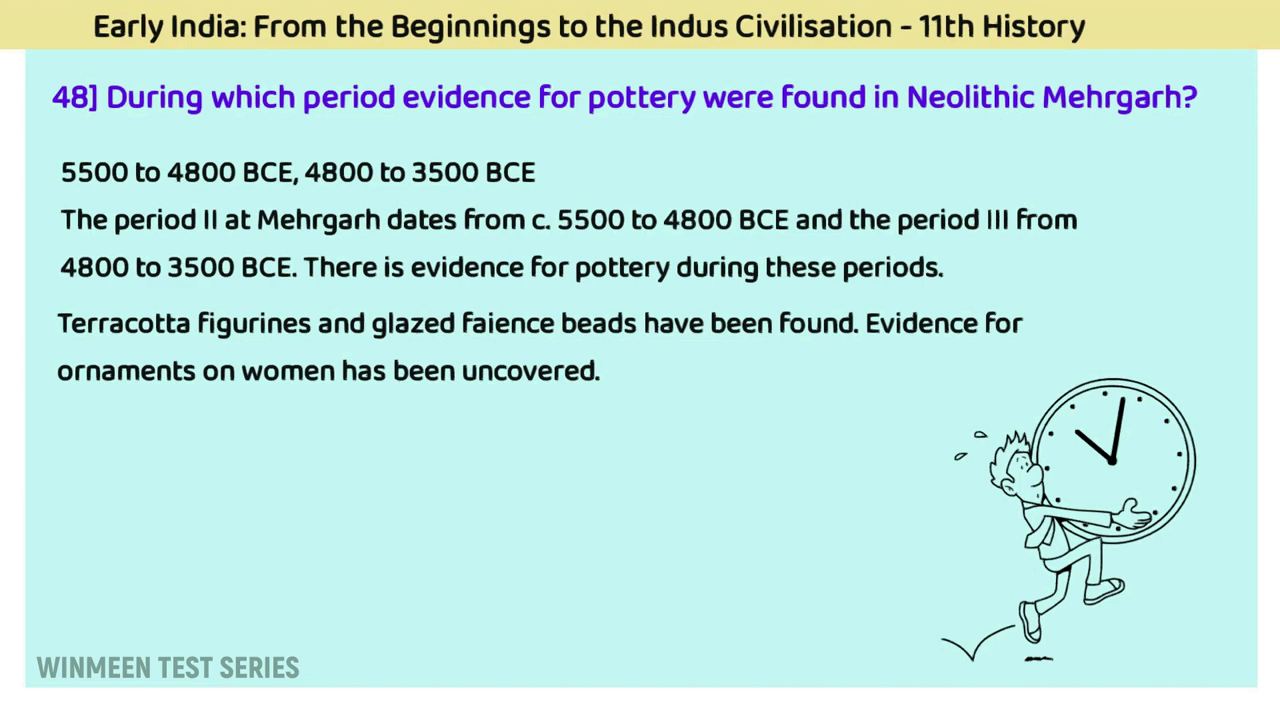 Early India: From the Beginnings to the Indus Civilisation - 11th History
48] During which period evidence for pottery were found in Neolithic Mehrgarh?
5500 to 4800 BCE, 4800 to 3500 BCE
The period II at Mehrgarh dates from c. 5500 to 4800 BCE and the period III from
4800 to 3500 BCE. There is evidence for pottery during these periods.
Terracotta figurines and glazed faience beads have been found. Evidence for
ornaments on women has been uncovered.
WINMEEN TEST SERIES